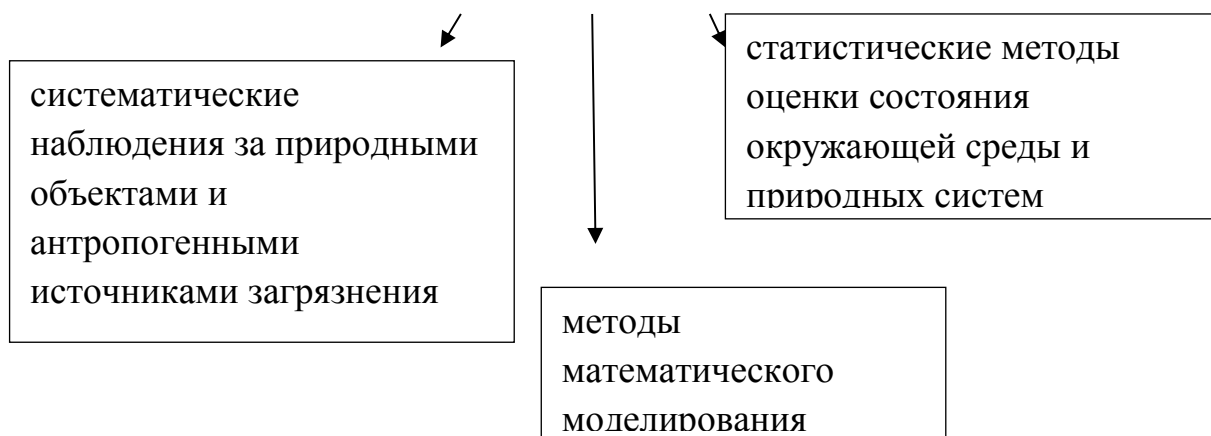 систематические
наблюдения за природными
объектами и
антропогенными
источниками загрязнения
методы
математического
моделирования
статистические методы
оценки состояния
окружающей среды и
природных систем